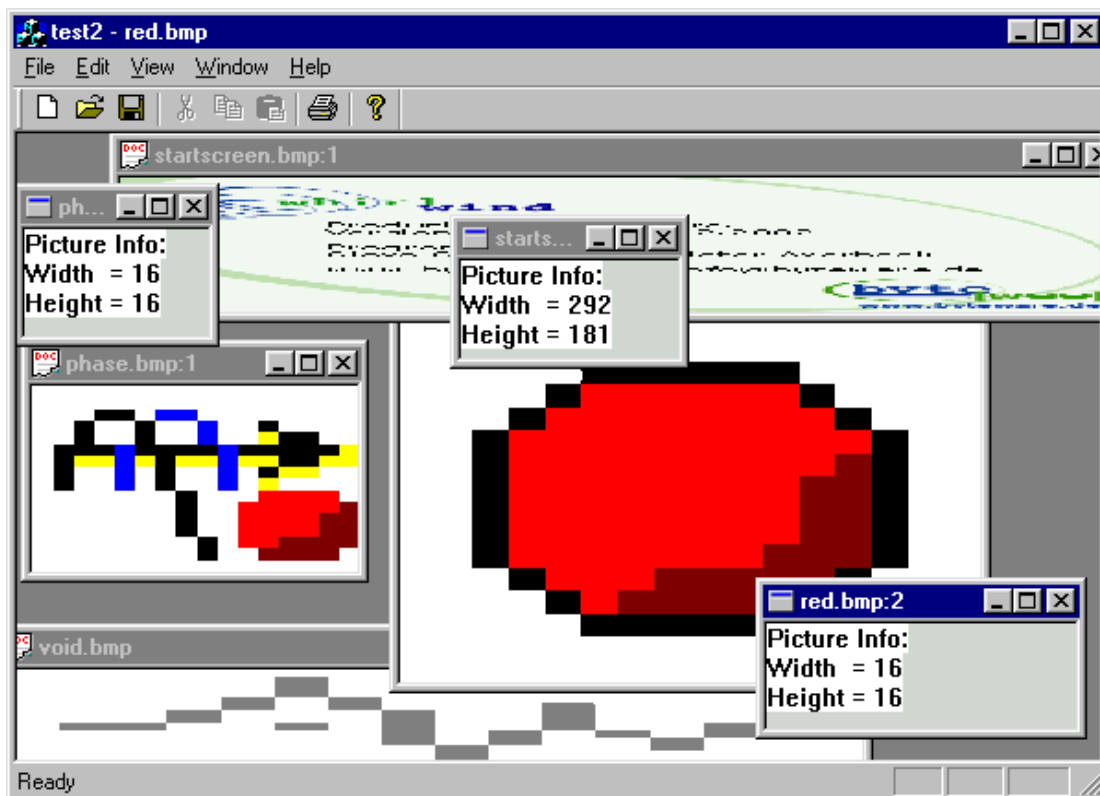 test2 - red.bmp
File Edit View Window Help
startscreen.bmp:1
ph...
Picture Info:
Width = 16
Height = 16
starts...
Picture Info:
Width = 292
Height = 181
phase.bmp:1
red.bmp:2
Picture Info:
Width = 16
Height = 16
void.bmp
Ready